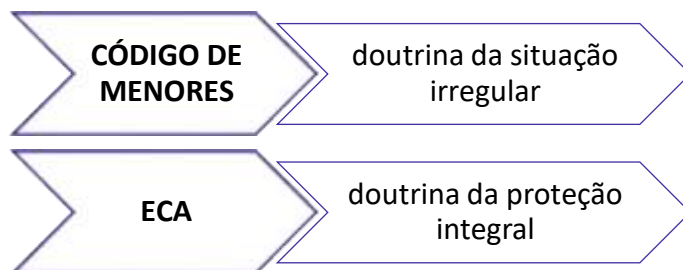 CÓDIGO DE
MENORES
doutrina da situação
irregular
ECA
doutrina da proteção
integral